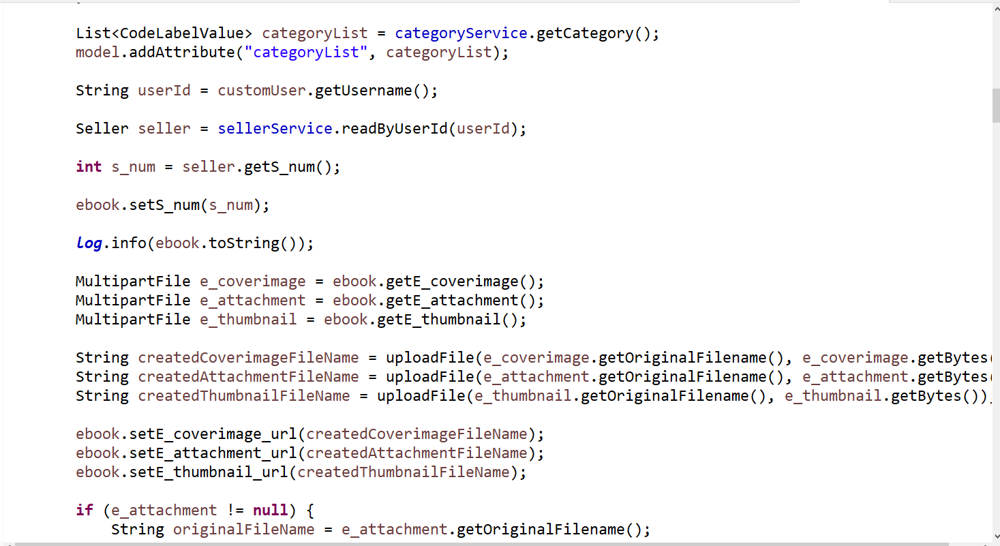 List<CodeLabelValue> categoryList = categoryService.getCategory();
model.addAttribute("categoryList", categoryList);
String userId = customUser.getUsername();
Seller seller = sellerService.readByUserId(userId);
int s_num = seller.getS_num();
ebook.setS_num(s_num);
log.info(ebook.toString());
MultipartFile e_coverimage = ebook.getE_coverimage();
MultipartFile e_attachment = ebook.getE_attachment();
MultipartFile e_thumbnail = ebook.getE_thumbnail();
String createdCoverimageFileName = uploadFile(e_coverimage.getOriginalFilename(), e_coverimage.getBytes(
String createdAttachmentFileName = uploadFile(e_attachment.getOriginalFilename(), e_attachment.getBytes(
String createdThumbnailFileName = uploadFile(e_thumbnail.getOriginalFilename(), e_thumbnail.getBytes());
ebook.setE_coverimage_url(createdCoverimageFileName);
ebook.setE_attachment_url(createdAttachmentFileName);
ebook.setE_thumbnail_url(createdThumbnailFileName);
if (e_attachment != null) {
String originalFileName = e_attachment.getOriginalFilename();